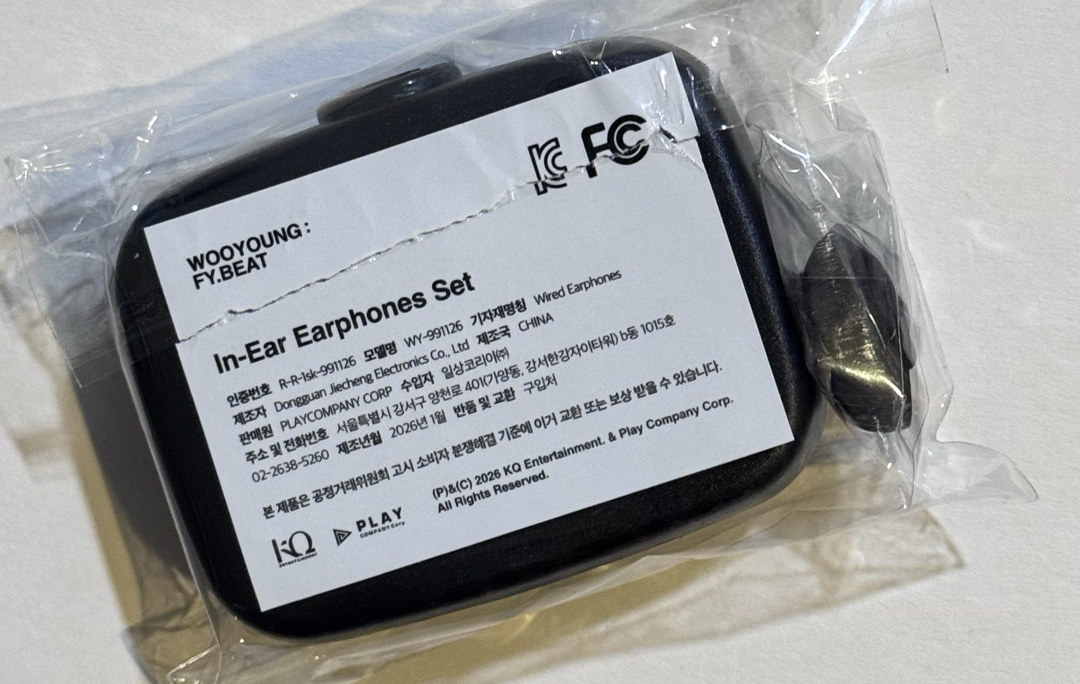 KC FC
WOOYOUNG :
FY.BEAT
In-Ear Earphones Set
인증번호 R-R-1sk-991126 모델명 WY-991126 기자재명칭 Wired Earphones
제조자 Dongguan Jiecheng Electronics Co., Ltd 제조국 CHINA
판매원 PLAYCOMPANY CORP 수입자 일상코리아㈜
주소 및 전화번호 서울특별시 강서구 양천로 401(가양동, 강서한강자이타워) b동 1015호
02-2638-5260 제조년월 2026년 1월 반품 및 교환 구입처
본 제품은 공정거래위원회 고시 소비자 분쟁해결 기준에 의거 교환 또는 보상 받을 수 있습니다.
KQ ENTERTAINMENT
PLAY COMPANY Corp.
(P)&(C) 2026 KQ Entertainment. & Play Company Corp.
All Rights Reserved.